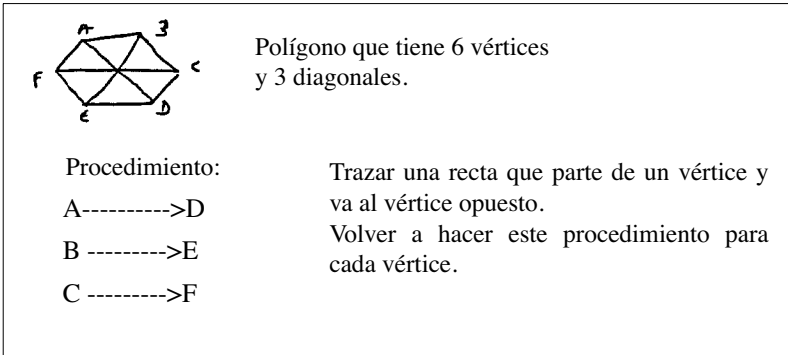 A B
F C
E D
Polígono que tiene 6 vértices
y 3 diagonales.
Procedimiento:
A---------->D
B --------->E
C --------->F
Trazar una recta que parte de un vértice y
va al vértice opuesto.
Volver a hacer este procedimiento para
cada vértice.